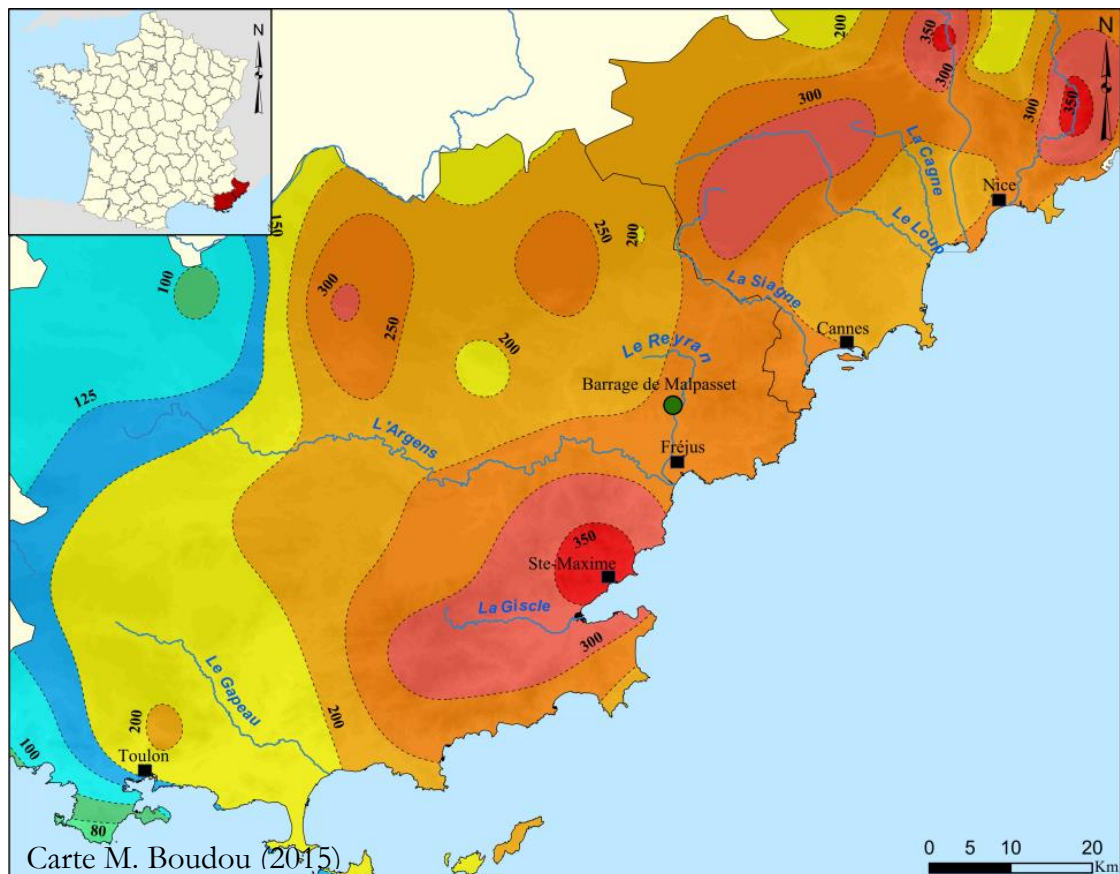 N
200
350
N
300
300
300
350
La Cagne
Nice
150
250
200
Le Loup
100
300
La Siagne
250
Cannes
200
Le Reyran
125
Barrage de Malpasset
L'Argens
Fréjus
350
Ste-Maxime
La Giscle
300
Le Gapeau
200
200
100
Toulon
80
Carte M. Boudou (2015)
0 5 10 20
Km